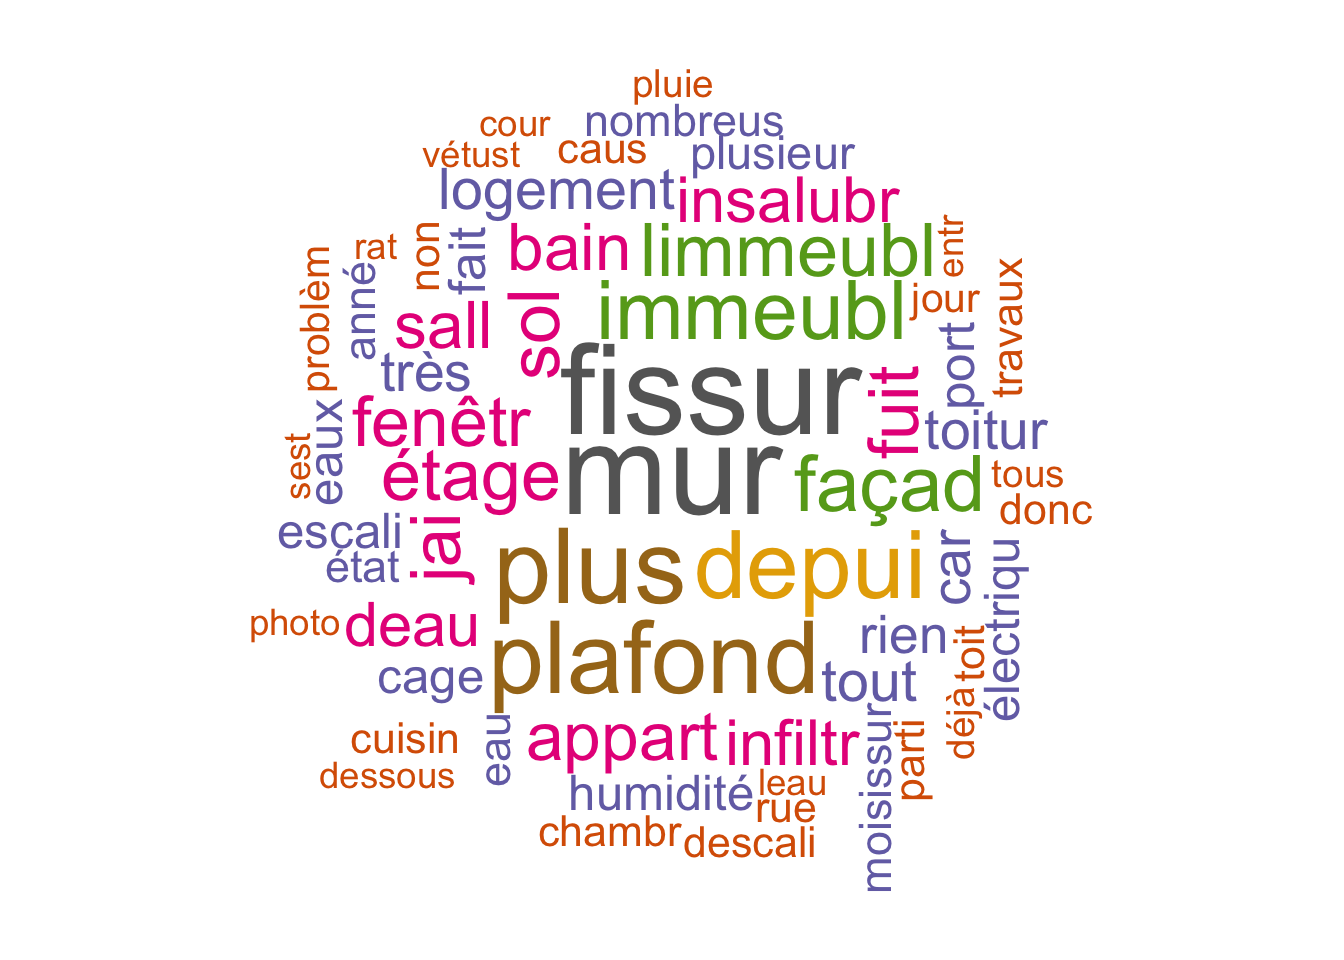 pluie
cour
nombreus
vétust
caus
plusieur
logement
insalubr
rat
non
fait
bain
limmeubl
entr
problèm
anné
sall
sol
immeubl
jour
travaux
très
fissur
port
fenêtr
fuit
toitur
sest
eaux
étage
mur
façad
tous
donc
escali
état
jai
plus
depui
car
électriqu
photo
deau
rien
toit
cage
plafond
tout
déjà
cuisin
eau
appart
infiltr
moisissur
parti
dessous
humidité
leau
rue
chambr
descali